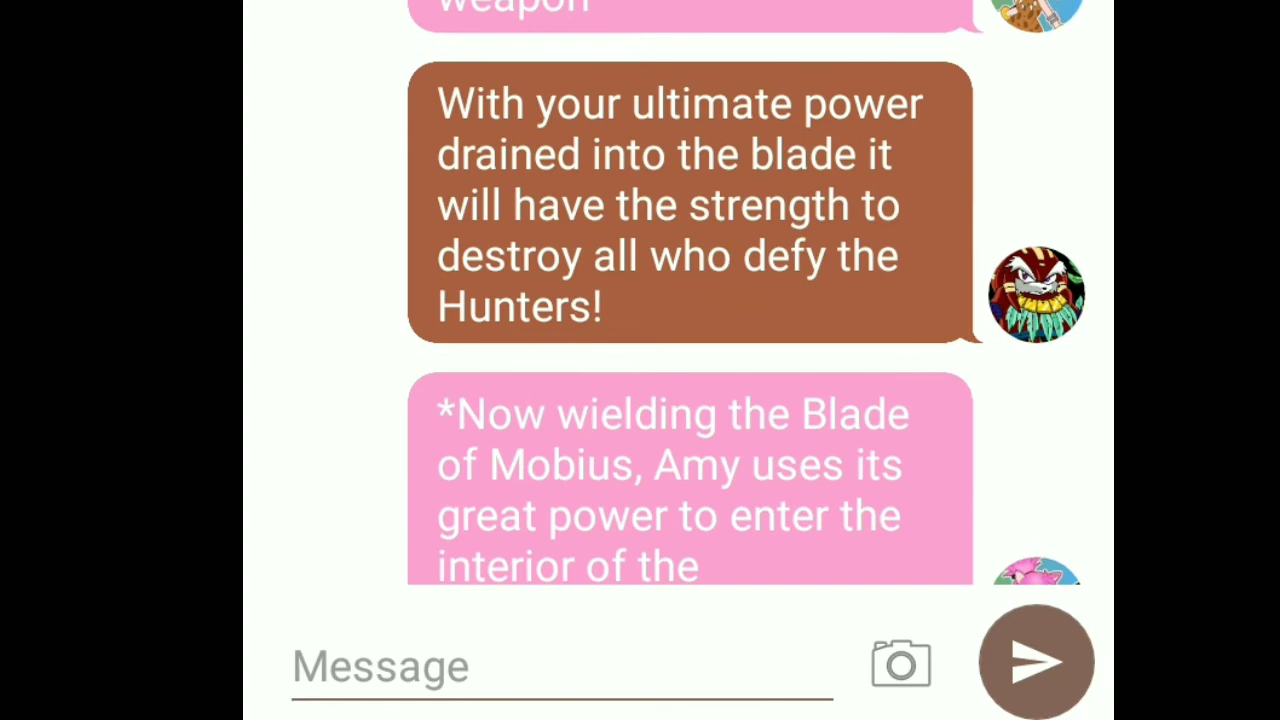 weapon
With your ultimate power
drained into the blade it
will have the strength to
destroy all who defy the
Hunters!
*Now wielding the Blade
of Mobius, Amy uses its
great power to enter the
interior of the
Message